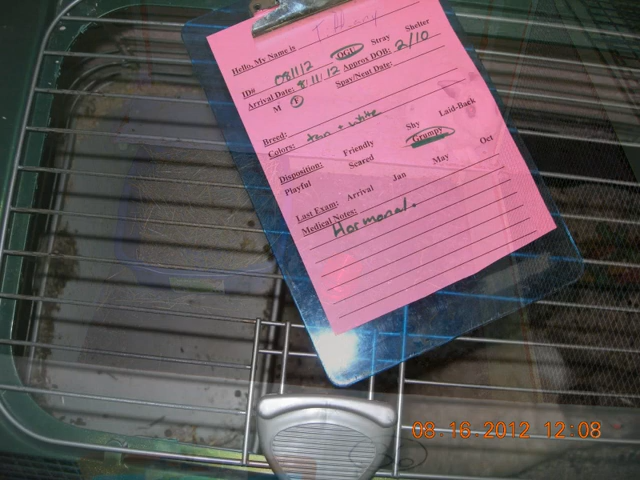 Hello, My Name is Tiffany
OGL Stray Shelter
ID# 081112
Arrival Date: 8·11·12 Approx DOB: 2/10
M F Spay/Neut Date:
Breed:
Colors: tan + white
Disposition: Friendly Shy Laid-Back
Playful Scared Grumpy
Last Exam: Arrival Jan May Oct
Medical Notes:
Hormonal.
08.16.2012 12:08